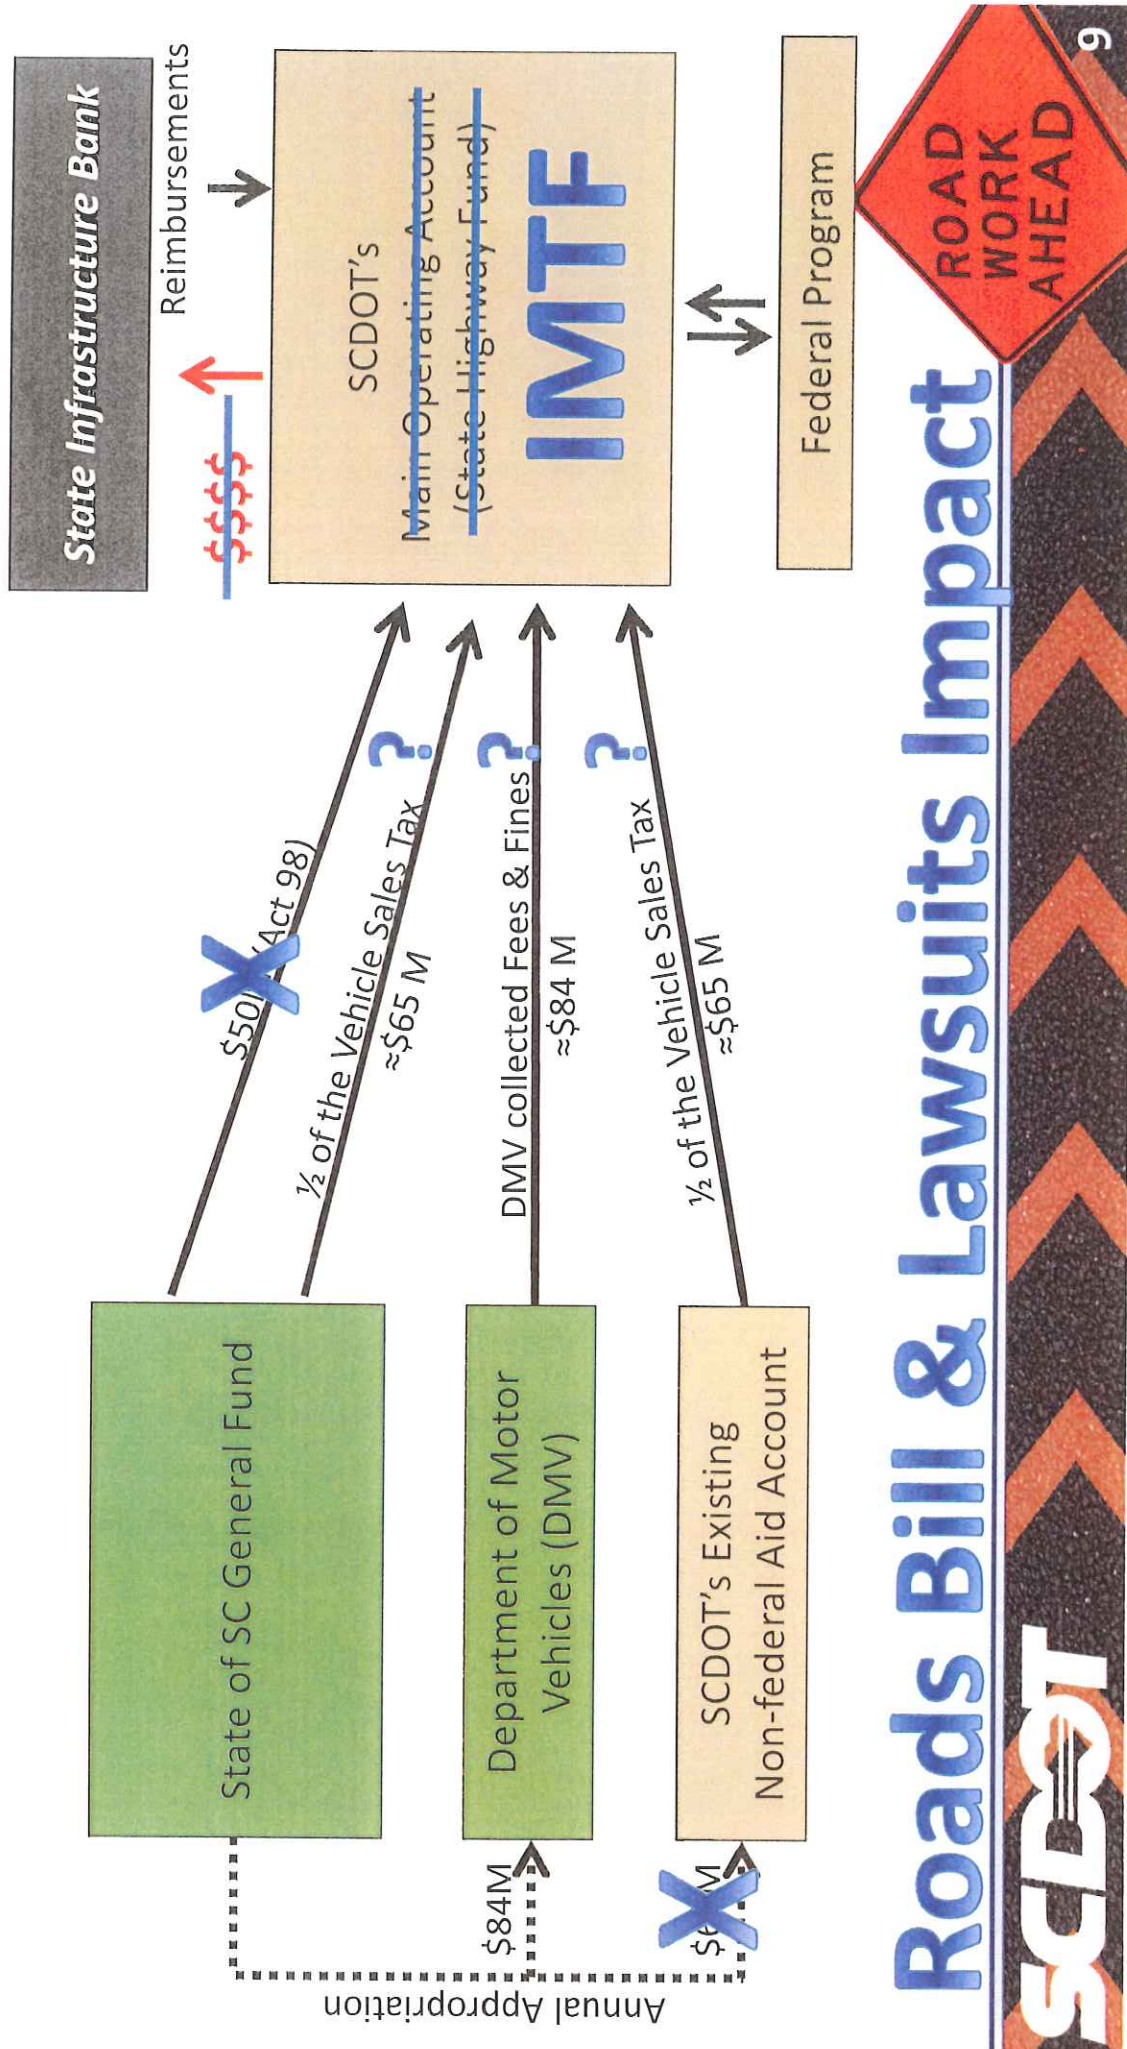 State of SC General Fund
Department of Motor
Vehicles (DMV)
SCDOT's Existing
Non-federal Aid Account
Annual Appropriation
$84M
(Act 98)
½ of the Vehicle Sales Tax
≈$65 M
DMV collected Fees & Fines
≈$84 M
½ of the Vehicle Sales Tax
≈$65 M
?
?
?
State Infrastructure Bank
$$$$
Reimbursements
SCDOT's
Main Operating Account
(State Highway Fund)
IMTF
Federal Program
Roads Bill & Lawsuits Impact
SCDOT
ROAD
WORK
AHEAD
9